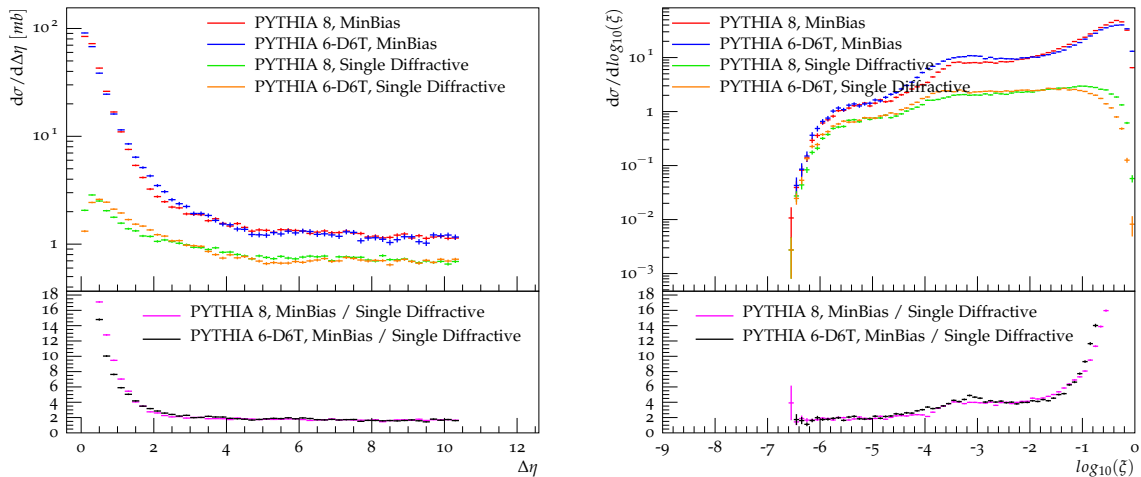 dσ/dΔη [mb]
PYTHIA 8, MinBias
PYTHIA 6-D6T, MinBias
PYTHIA 8, Single Diffractive
PYTHIA 6-D6T, Single Diffractive
10²
10¹
1
PYTHIA 8, MinBias / Single Diffractive
PYTHIA 6-D6T, MinBias / Single Diffractive
18
16
14
12
10
8
6
4
2
0
0 2 4 6 8 10 12
Δη
dσ/dlog₁₀(ξ)
PYTHIA 8, MinBias
PYTHIA 6-D6T, MinBias
PYTHIA 8, Single Diffractive
PYTHIA 6-D6T, Single Diffractive
10¹
1
10⁻¹
10⁻²
10⁻³
PYTHIA 8, MinBias / Single Diffractive
PYTHIA 6-D6T, MinBias / Single Diffractive
18
16
14
12
10
8
6
4
2
0
-9 -8 -7 -6 -5 -4 -3 -2 -1 0
log₁₀(ξ)